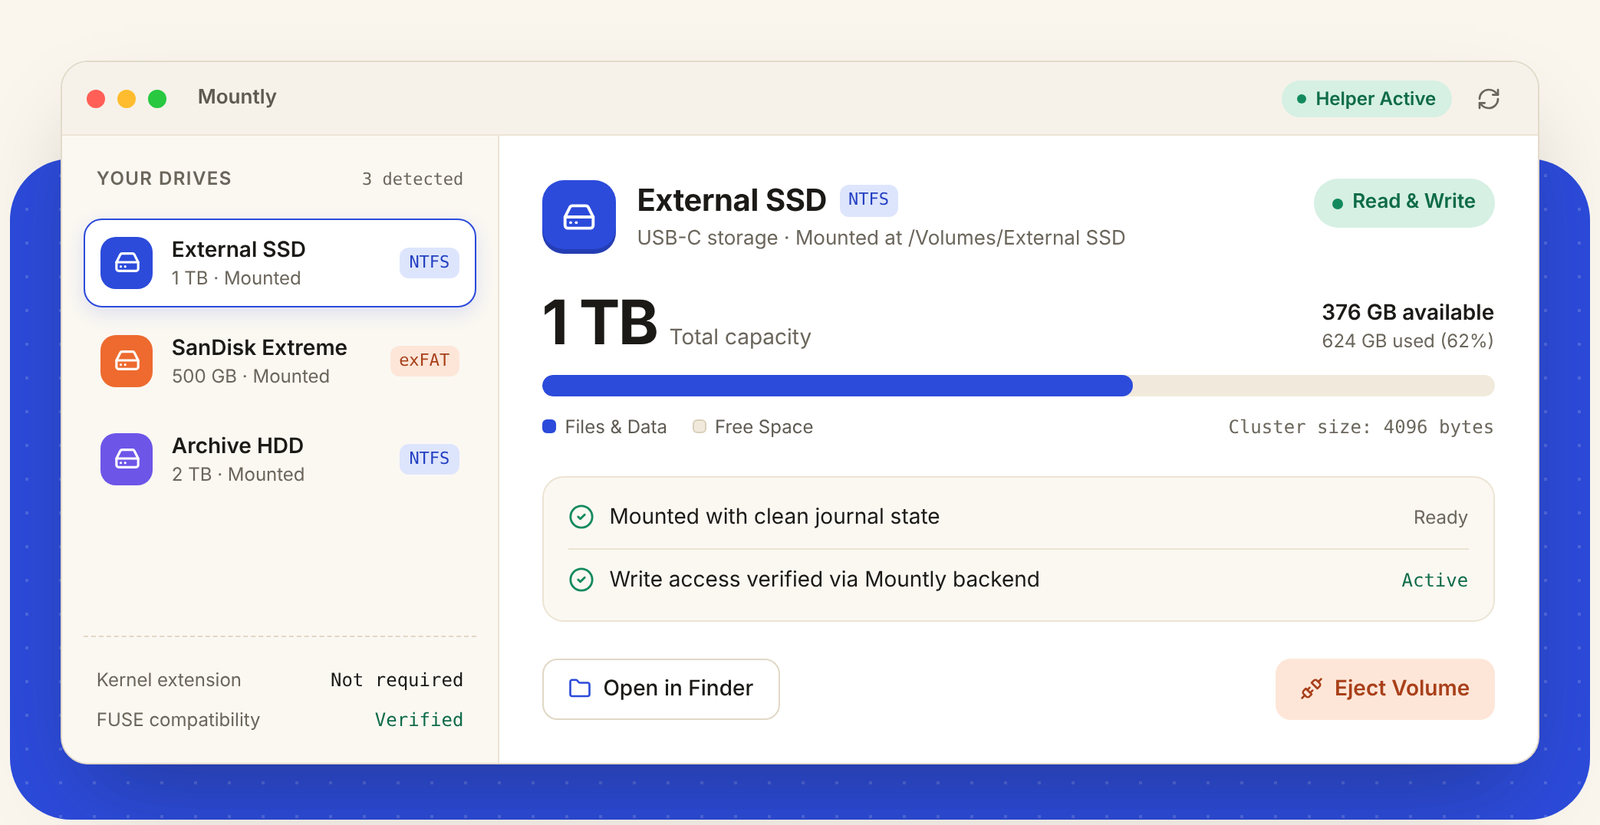 Mountly
Helper Active
YOUR DRIVES 3 detected
External SSD
1 TB · Mounted
NTFS
SanDisk Extreme
500 GB · Mounted
exFAT
Archive HDD
2 TB · Mounted
NTFS
Kernel extension Not required
FUSE compatibility Verified
External SSD NTFS
USB-C storage · Mounted at /Volumes/External SSD
Read & Write
1 TB Total capacity
376 GB available
624 GB used (62%)
Files & Data Free Space Cluster size: 4096 bytes
Mounted with clean journal state Ready
Write access verified via Mountly backend Active
Open in Finder Eject Volume